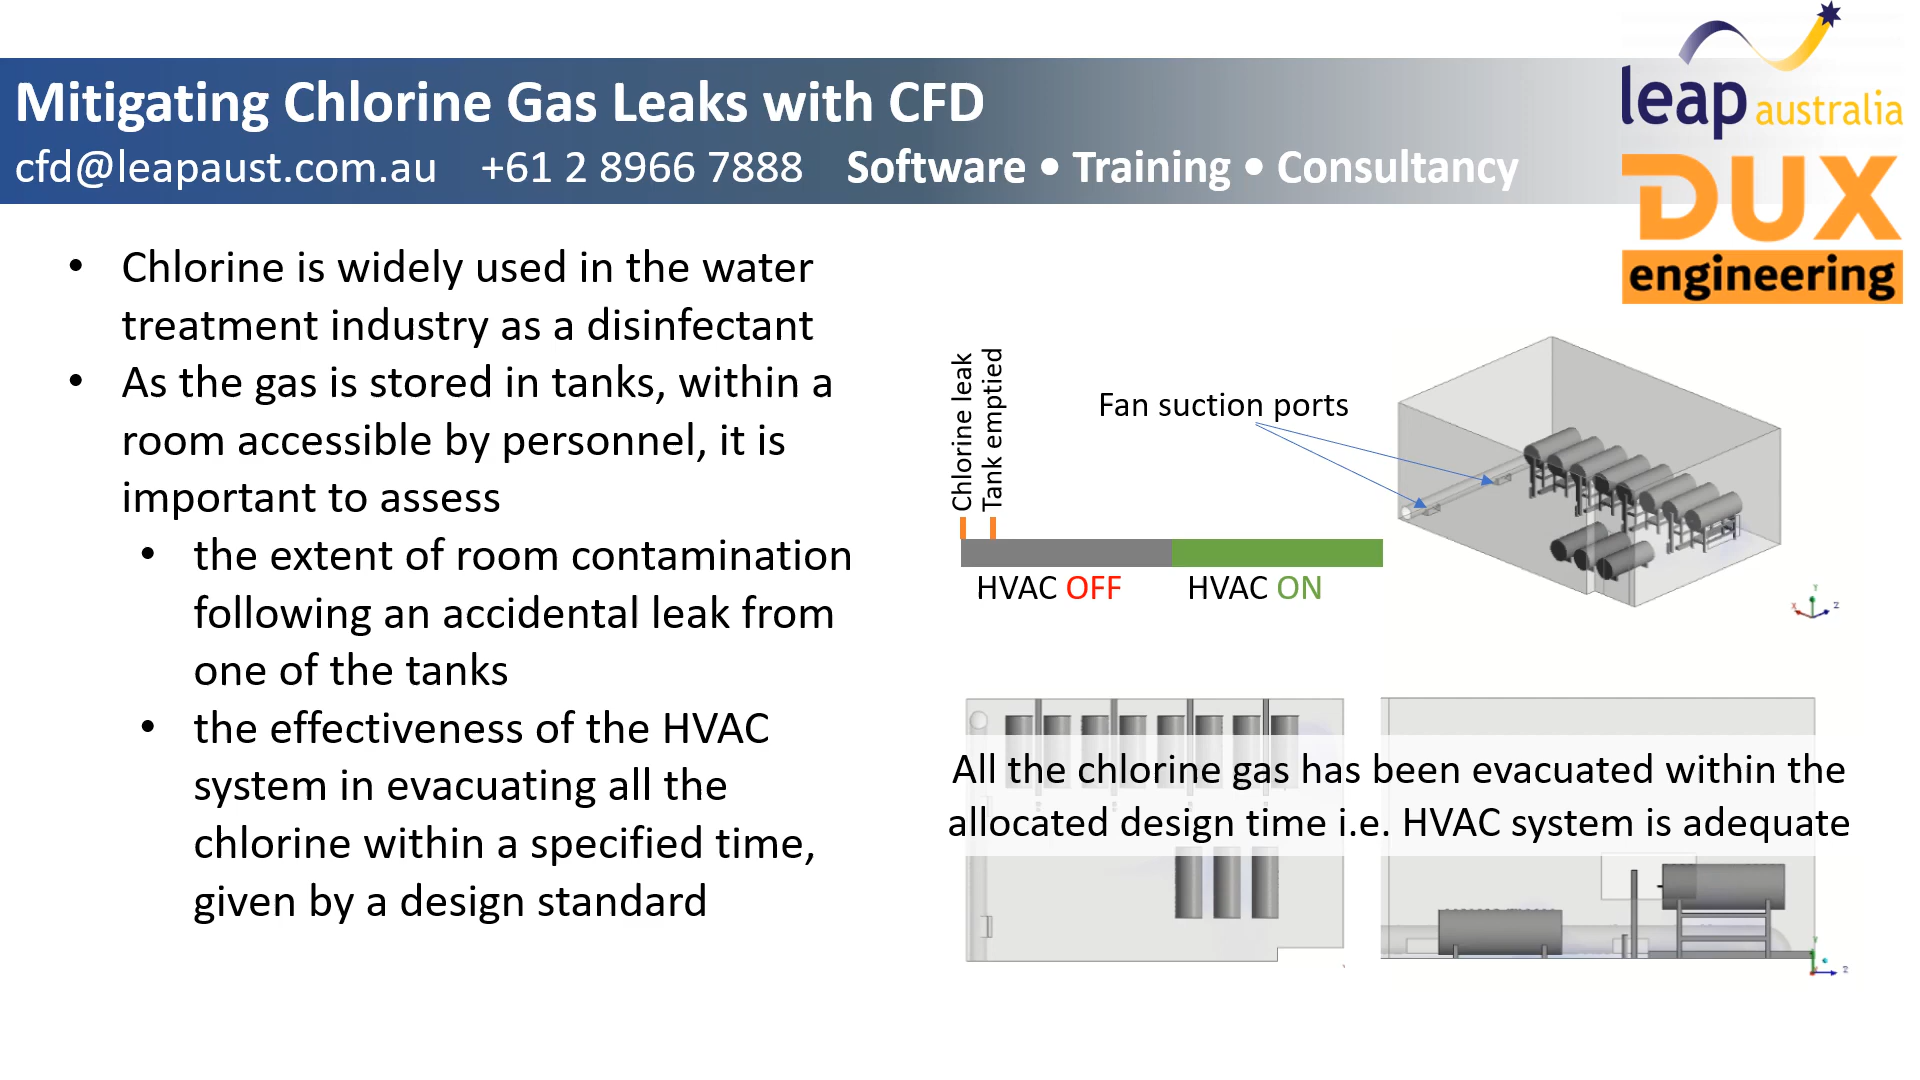 Mitigating Chlorine Gas Leaks with CFD
cfd@leapaust.com.au +61 2 8966 7888 Software • Training • Consultancy
leap australia
DUX
engineering
• Chlorine is widely used in the water
treatment industry as a disinfectant
• As the gas is stored in tanks, within a
room accessible by personnel, it is
important to assess
• the extent of room contamination
following an accidental leak from
one of the tanks
• the effectiveness of the HVAC
system in evacuating all the
chlorine within a specified time,
given by a design standard
Chlorine leak
Tank emptied
Fan suction ports
HVAC OFF
HVAC ON
Y
X
Z
All the chlorine gas has been evacuated within the
allocated design time i.e. HVAC system is adequate
Y
Z